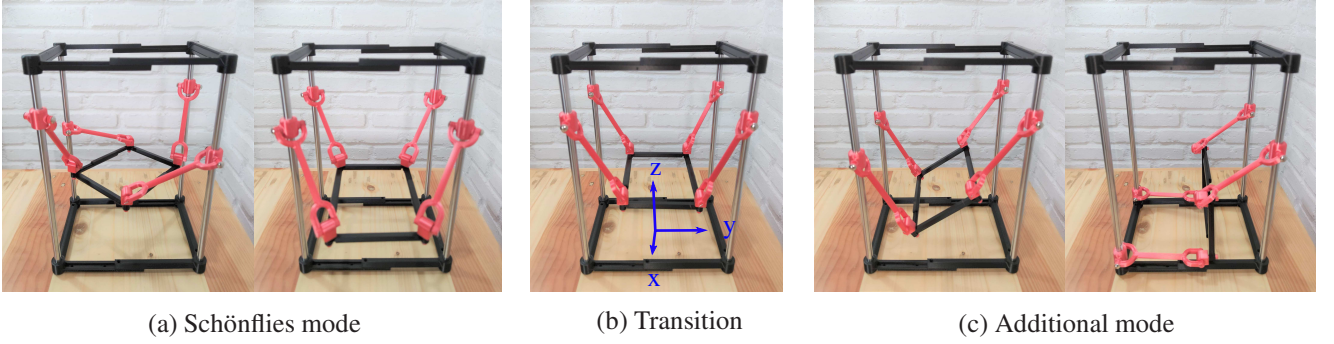 z
y
x
(a) Schönflies mode
(b) Transition
(c) Additional mode